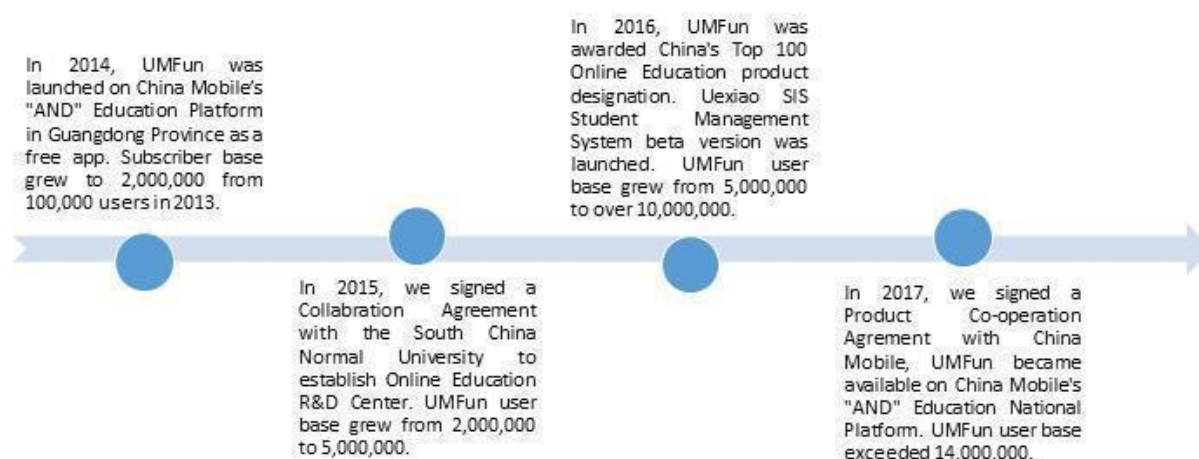 In 2014, UMFun was
launched on China Mobile's
"AND" Education Platform
in Guangdong Province as a
free app. Subscriber base
grew to 2,000,000 from
100,000 users in 2013.
In 2015, we signed a
Collabration Agreement
with the South China
Normal University to
establish Online Education
R&D Center. UMFun user
base grew from 2,000,000
to 5,000,000.
In 2016, UMFun was
awarded China's Top 100
Online Education product
designation. Uexiao SIS
Student Management
System beta version was
launched. UMFun user
base grew from 5,000,000
to over 10,000,000.
In 2017, we signed a
Product Co-operation
Agrement with China
Mobile, UMFun became
available on China Mobile's
"AND" Education National
Platform. UMFun user base
exceeded 14,000,000.